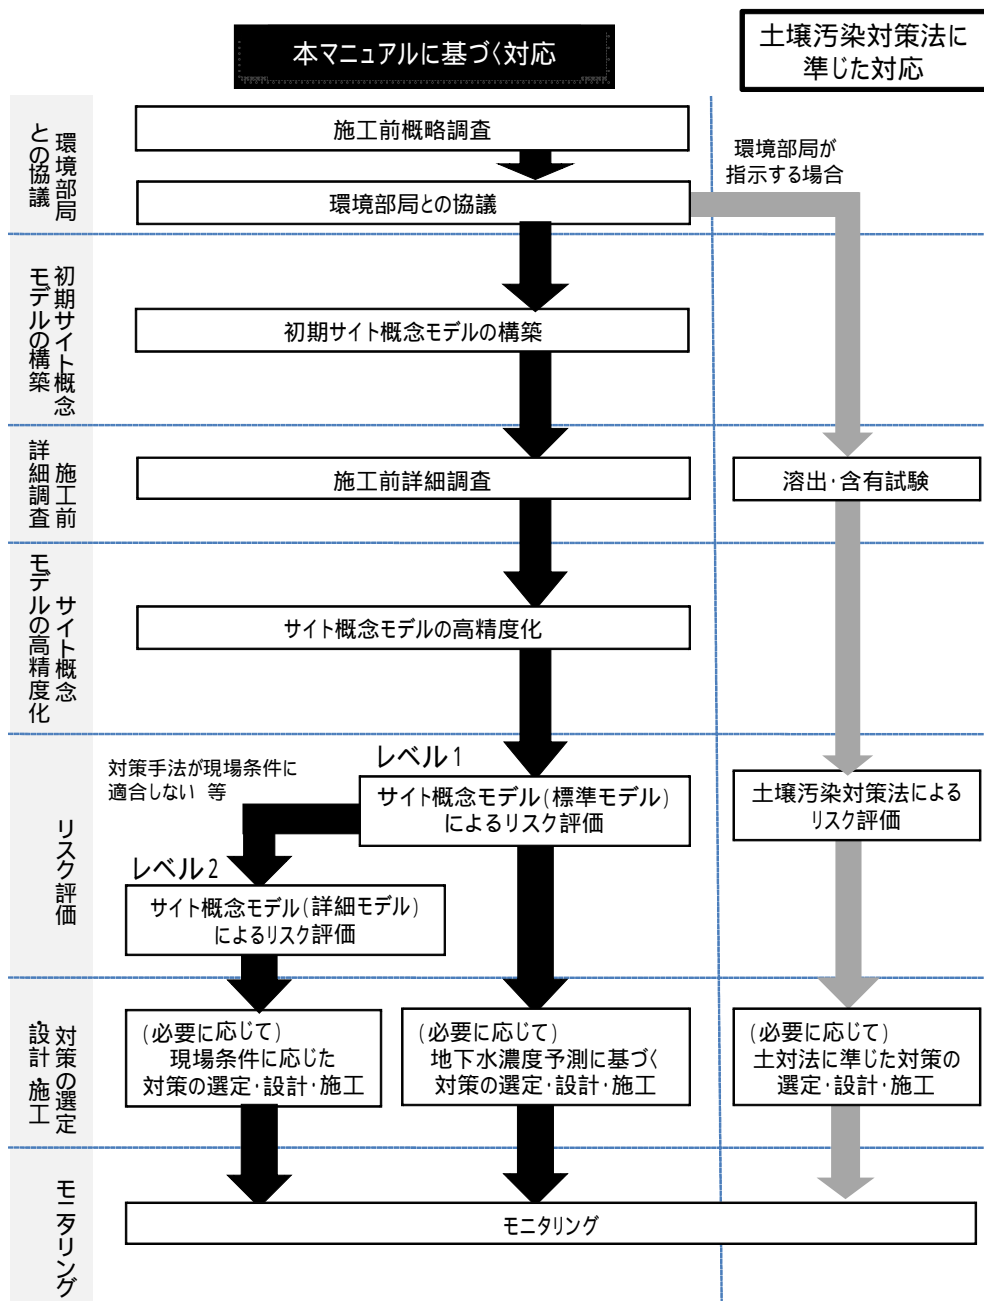 本マニュアルに基づく対応
土壌汚染対策法に
準じた対応
環境部局
との協議
施工前概略調査
環境部局との協議
環境部局が
指示する場合
初期サイト概念
モデルの構築
初期サイト概念モデルの構築
施工前
詳細調査
施工前詳細調査
溶出・含有試験
サイト概念
モデルの高精度化
サイト概念モデルの高精度化
リスク評価
対策手法が現場条件に
適合しない 等
レベル1
サイト概念モデル(標準モデル)
によるリスク評価
土壌汚染対策法による
リスク評価
レベル2
サイト概念モデル(詳細モデル)
によるリスク評価
対策の選定・
設計・施工
(必要に応じて)
現場条件に応じた
対策の選定・設計・施工
(必要に応じて)
地下水濃度予測に基づく
対策の選定・設計・施工
(必要に応じて)
土対法に準じた対策の
選定・設計・施工
モニタリング
モニタリング